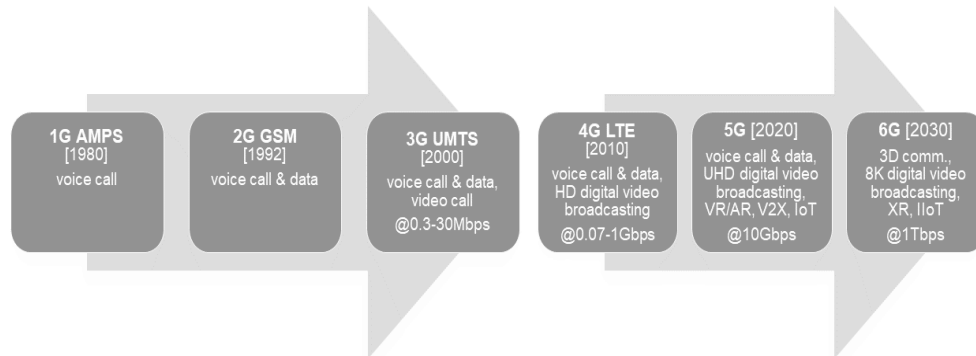 1G AMPS
[1980]
voice call
2G GSM
[1992]
voice call & data
3G UMTS
[2000]
voice call & data,
video call
@0.3-30Mbps
4G LTE
[2010]
voice call & data,
HD digital video
broadcasting
@0.07-1Gbps
5G [2020]
voice call & data,
UHD digital video
broadcasting,
VR/AR, V2X, IoT
@10Gbps
6G [2030]
3D comm.,
8K digital video
broadcasting,
XR, IIoT
@1Tbps